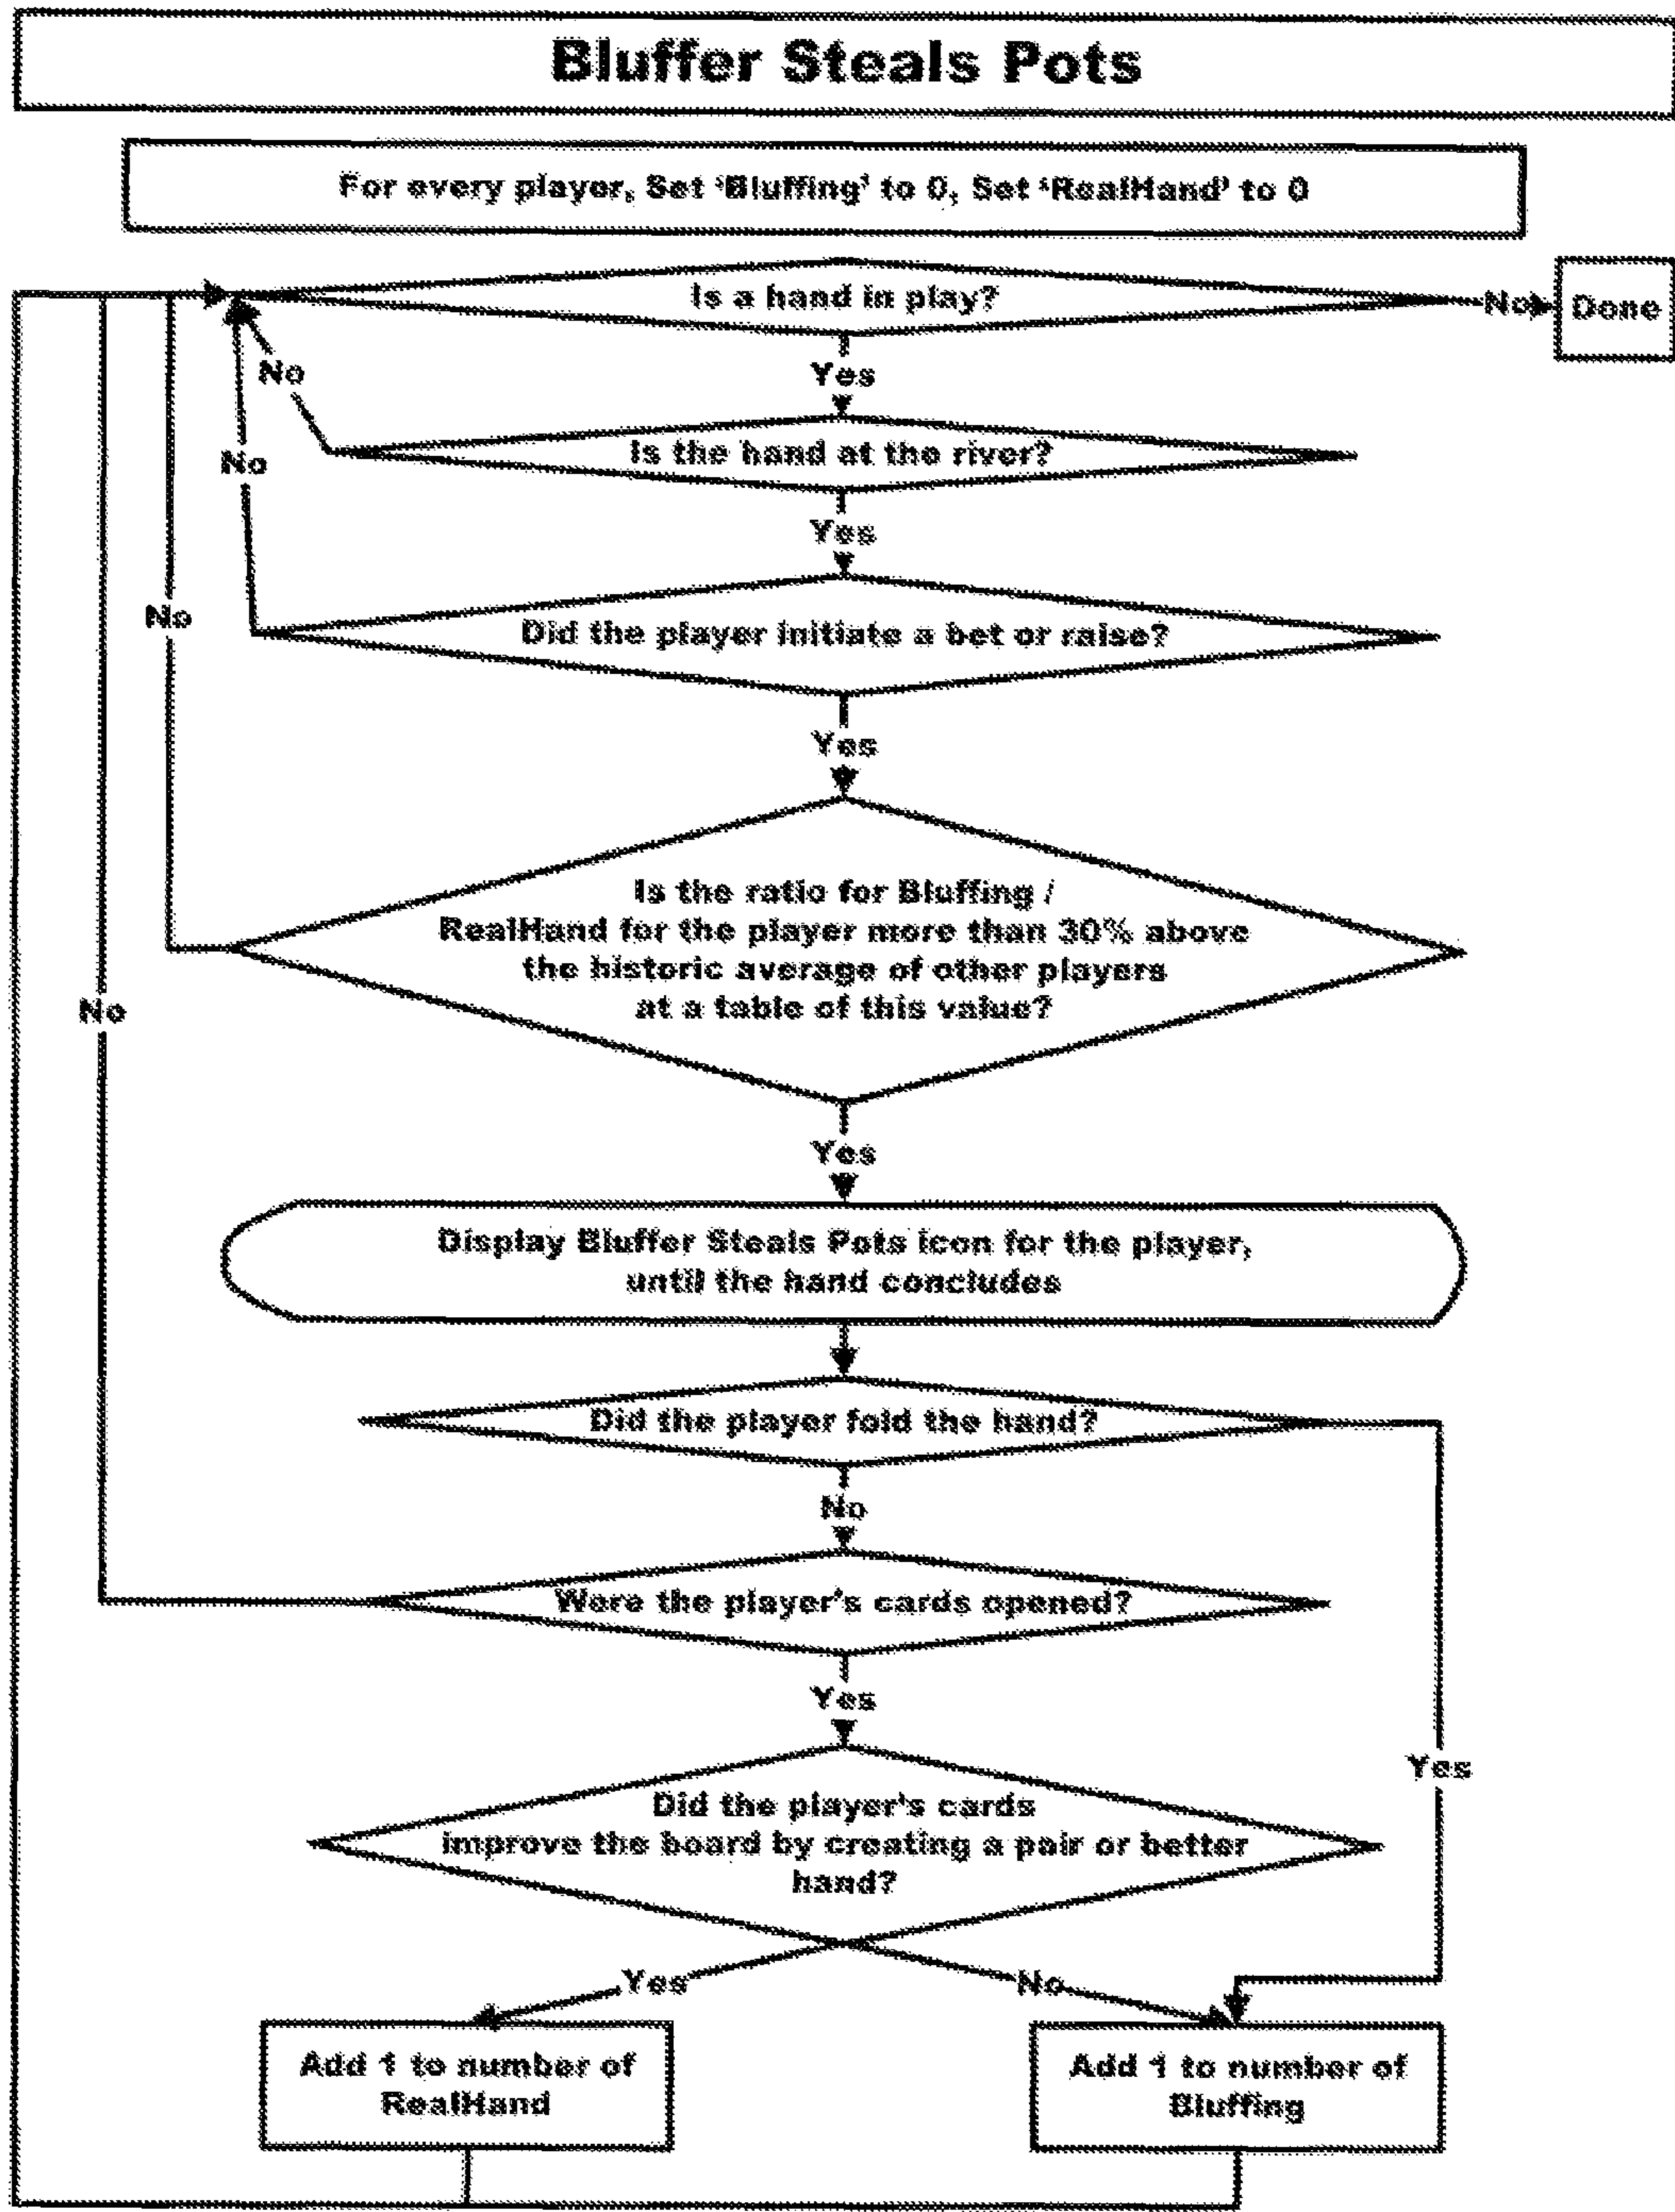 Bluffer Steals Pots
For every player, Set ‘Bluffing’ to 0, Set ‘RealHand’ to 0
Is a hand in play?
No
Done
Yes
No
Is the hand at the river?
No
Yes
No
Did the player initiate a bet or raise?
Yes
Is the ratio for Bluffing /
RealHand for the player more than 30% above
the historic average of other players
at a table of this value?
No
Yes
Display Bluffer Steals Pots icon for the player,
until the hand concludes
Did the player fold the hand?
No
Were the player's cards opened?
Yes
Yes
Did the player's cards
improve the board by creating a pair or better
hand?
Yes
No
Add 1 to number of
RealHand
Add 1 to number of
Bluffing